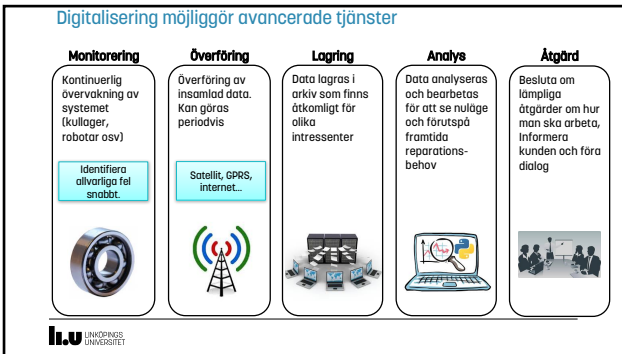 Digitalisering möjliggör avancerade tjänster
Monitorering
Kontinuerlig
övervakning av
systemet
(kullager,
robotar osv)
Identifiera
allvarliga fel
snabbt.
Överföring
Överföring av
insamlad data.
Kan göras
periodvis
Satellit, GPRS,
internet…
Lagring
Data lagras i
arkiv som finns
åtkomligt för
olika
intressenter
Analys
Data analyseras
och bearbetas
för att se nuläge
och förutspå
framtida
reparations-
behov
Åtgärd
Besluta om
lämpliga
åtgärder om hur
man ska arbeta,
Informera
kunden och föra
dialog
LINKÖPINGS
UNIVERSITET